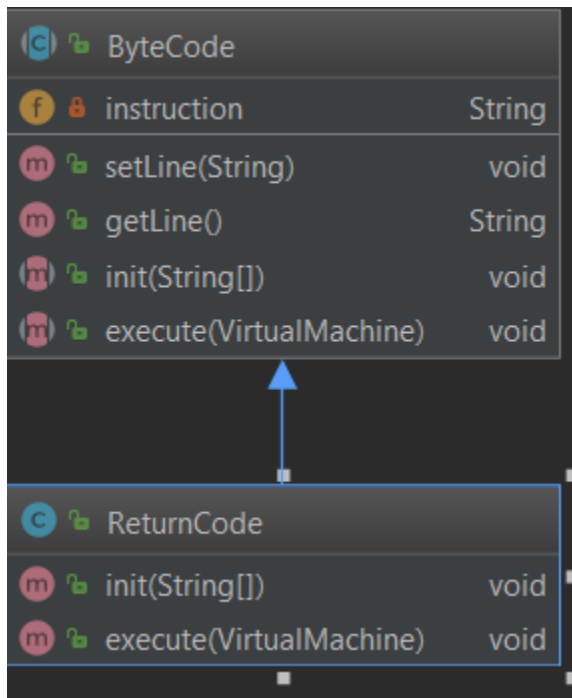 C ByteCode
f instruction String
m setLine(String) void
m getLine() String
m init(String[]) void
m execute(VirtualMachine) void
C ReturnCode
m init(String[]) void
m execute(VirtualMachine) void